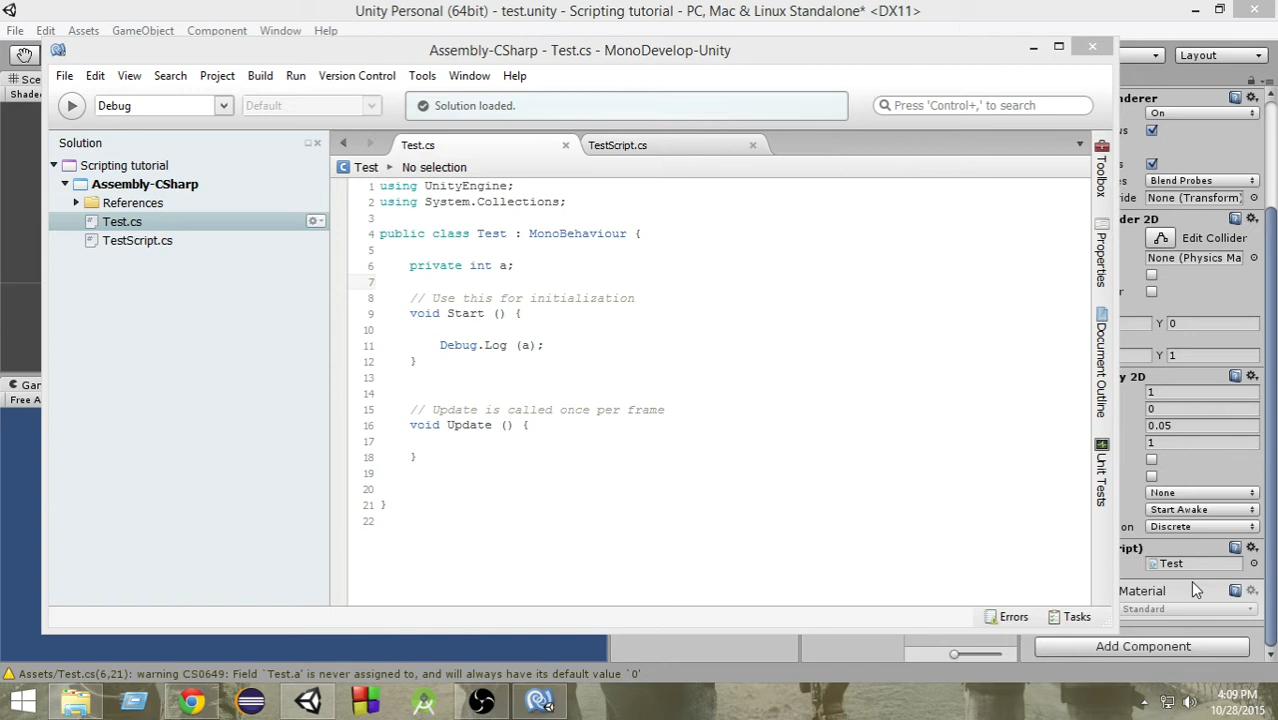 Unity Personal (64bit) - test.unity - Scripting tutorial - PC, Mac & Linux Standalone* <DX11>
File Edit Assets GameObject Component Window Help
Assembly-CSharp - Test.cs - MonoDevelop-Unity
Layout
Sce
Shade
File Edit View Search Project Build Run Version Control Tools Window Help
Debug
Default
Solution loaded.
Press 'Control+,' to search
Solution
Scripting tutorial
Assembly-CSharp
References
Test.cs
TestScript.cs
Test.cs
TestScript.cs
Test
No selection
1 using UnityEngine;
2 using System.Collections;
3
4 public class Test : MonoBehaviour {
5
6 private int a;
7
8 // Use this for initialization
9 void Start () {
10
11 Debug.Log (a);
12 }
13
14
15 // Update is called once per frame
16 void Update () {
17
18 }
19
20
21 }
22
Toolbox
Properties
Document Outline
Unit Tests
Errors
Tasks
Gam
Free A
nderer
On
s
Blend Probes
ride
None (Transform)
der 2D
Edit Collider
None (Physics Ma
Y 0
Y 1
y 2D
1
0
0.05
1
None
Start Awake
on
Discrete
ript)
Test
Material
Standard
Add Component
Assets/Test.cs(6,21): warning CS0649: Field `Test.a' is never assigned to, and will always have its default value `0'
4:09 PM
10/28/2015